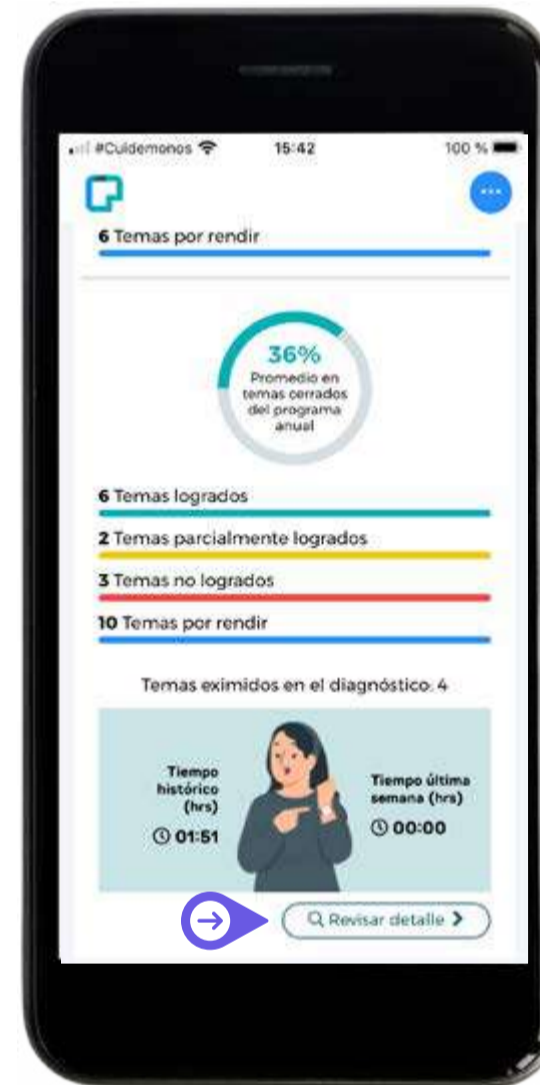 #Cuidemonos 15:42 100 %
6 Temas por rendir
36%
Promedio en
temas cerrados
del programa
anual
6 Temas logrados
2 Temas parcialmente logrados
3 Temas no logrados
10 Temas por rendir
Temas eximidos en el diagnóstico: 4
Tiempo
histórico
(hrs)
01:51
Tiempo última
semana (hrs)
00:00
Revisar detalle